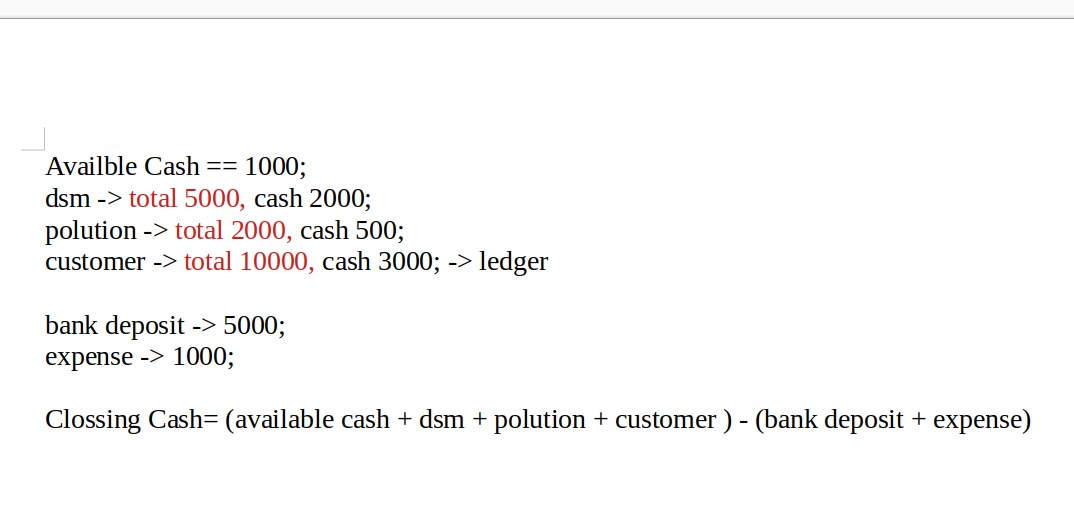 Availble Cash == 1000;
dsm -> total 5000, cash 2000;
polution -> total 2000, cash 500;
customer -> total 10000, cash 3000; -> ledger
bank deposit -> 5000;
expense -> 1000;
Clossing Cash= (available cash + dsm + polution + customer ) - (bank deposit + expense)